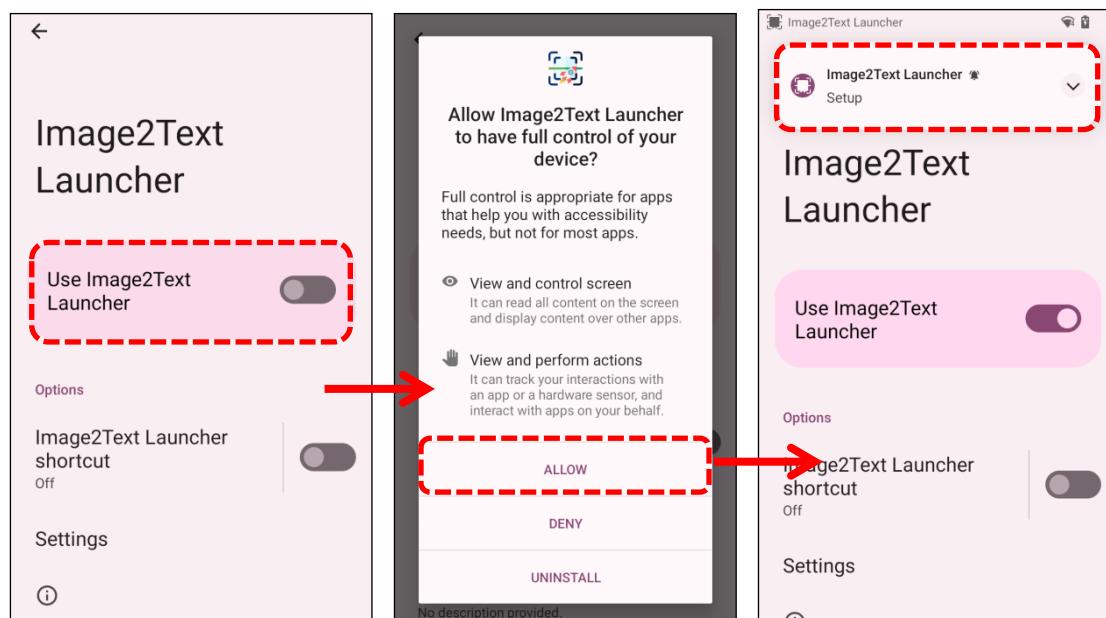 Image2Text
Launcher
Use Image2Text
Launcher
Options
Image2Text Launcher
shortcut
Off
Settings
Allow Image2Text Launcher
to have full control of your
device?
Full control is appropriate for apps
that help you with accessibility
needs, but not for most apps.
View and control screen
It can read all content on the screen
and display content over other apps.
View and perform actions
It can track your interactions with
an app or a hardware sensor, and
interact with apps on your behalf.
ALLOW
DENY
UNINSTALL
No description provided.
Image2Text Launcher
Image2Text Launcher
Setup
Image2Text
Launcher
Use Image2Text
Launcher
Options
Image2Text Launcher
shortcut
Off
Settings